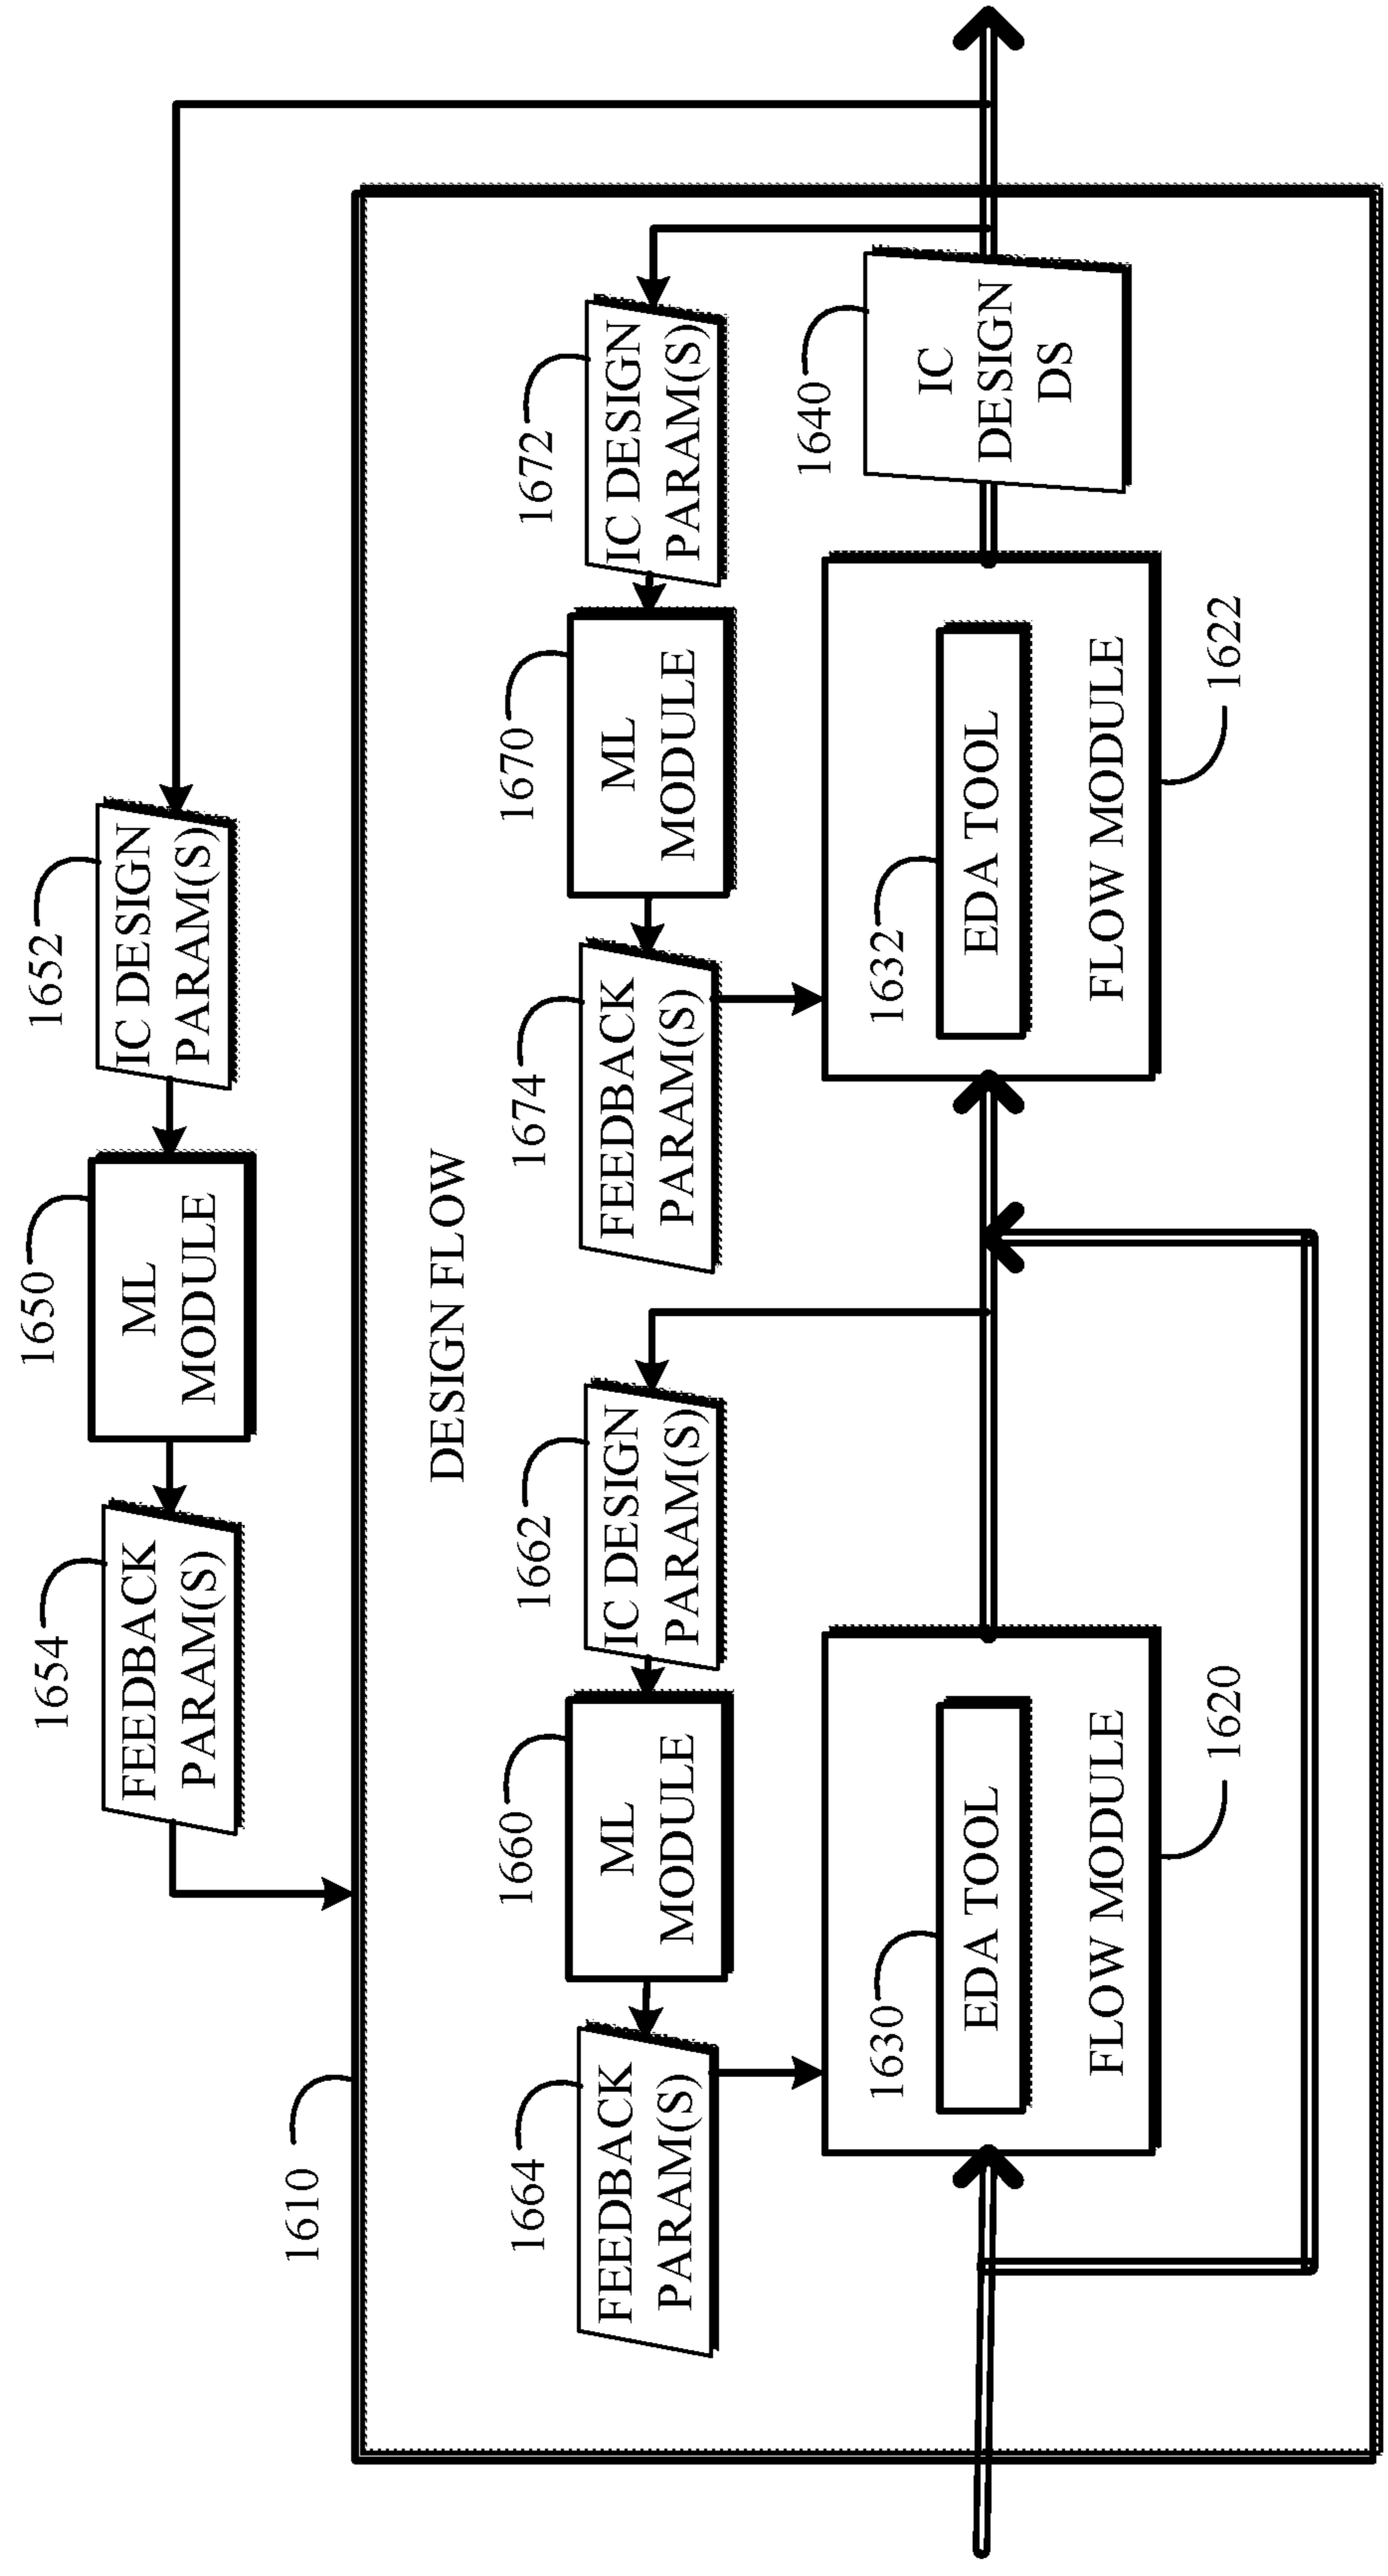 1654
FEEDBACK
PARAM(S)
1650
ML
MODULE
1652
IC DESIGN
PARAM(S)
1610
DESIGN FLOW
1664
FEEDBACK
PARAM(S)
1660
ML
MODULE
1662
IC DESIGN
PARAM(S)
1674
FEEDBACK
PARAM(S)
1670
ML
MODULE
1672
IC DESIGN
PARAM(S)
1630
EDA TOOL
FLOW MODULE
1620
1632
EDA TOOL
FLOW MODULE
1622
1640
IC
DESIGN
DS